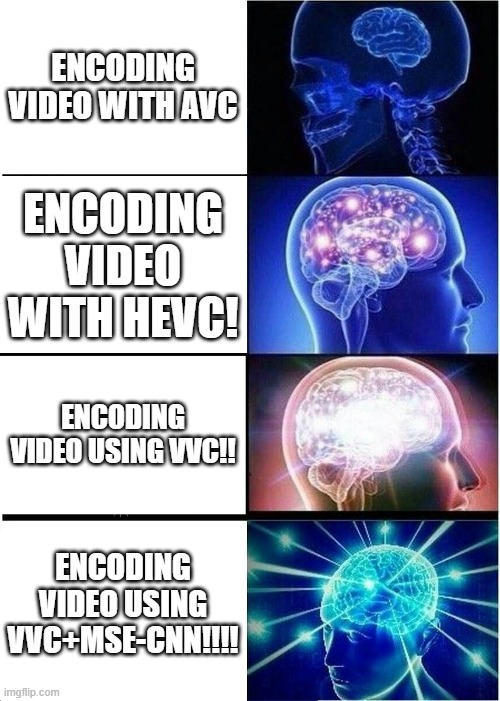 ENCODING
VIDEO WITH AVC
ENCODING
VIDEO
WITH HEVC!
ENCODING
VIDEO USING VVC!!
ENCODING
VIDEO USING
VVC+MSE-CNN!!!!
imgflip.com